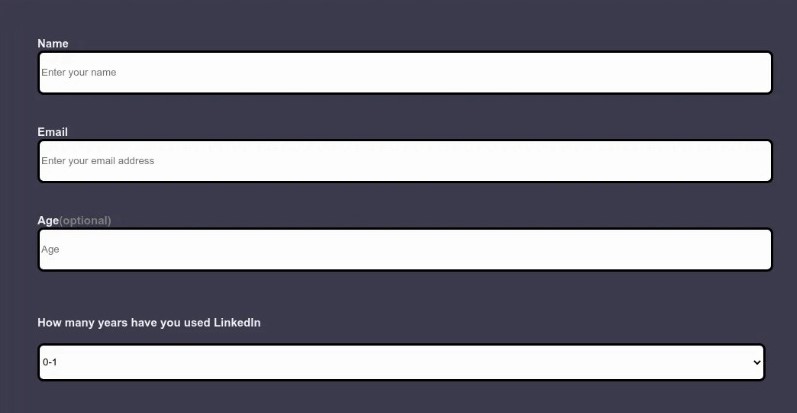 Name
Enter your name
Email
Enter your email address
Age(optional)
Age
How many years have you used LinkedIn
0-1